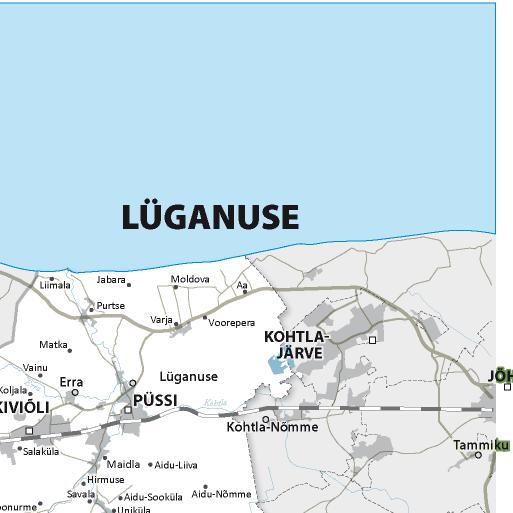 LÜGANUSE
Liimala
Jabara
Moldova
Aa
Purtse
Varja
Voorepera
KOHTLA-
JÄRVE
Matka
Vainu
Erra
Lüganuse
JÕH
Koljala
KIVIÕLI
PÜSSI
Kohtla
Kohtla-Nõmme
Salaküla
Tammiku
Maidla
Aidu-Liiva
Hirmuse
Savala
Aidu-Sooküla
Aidu-Nõmme
oonurme
Uniküla